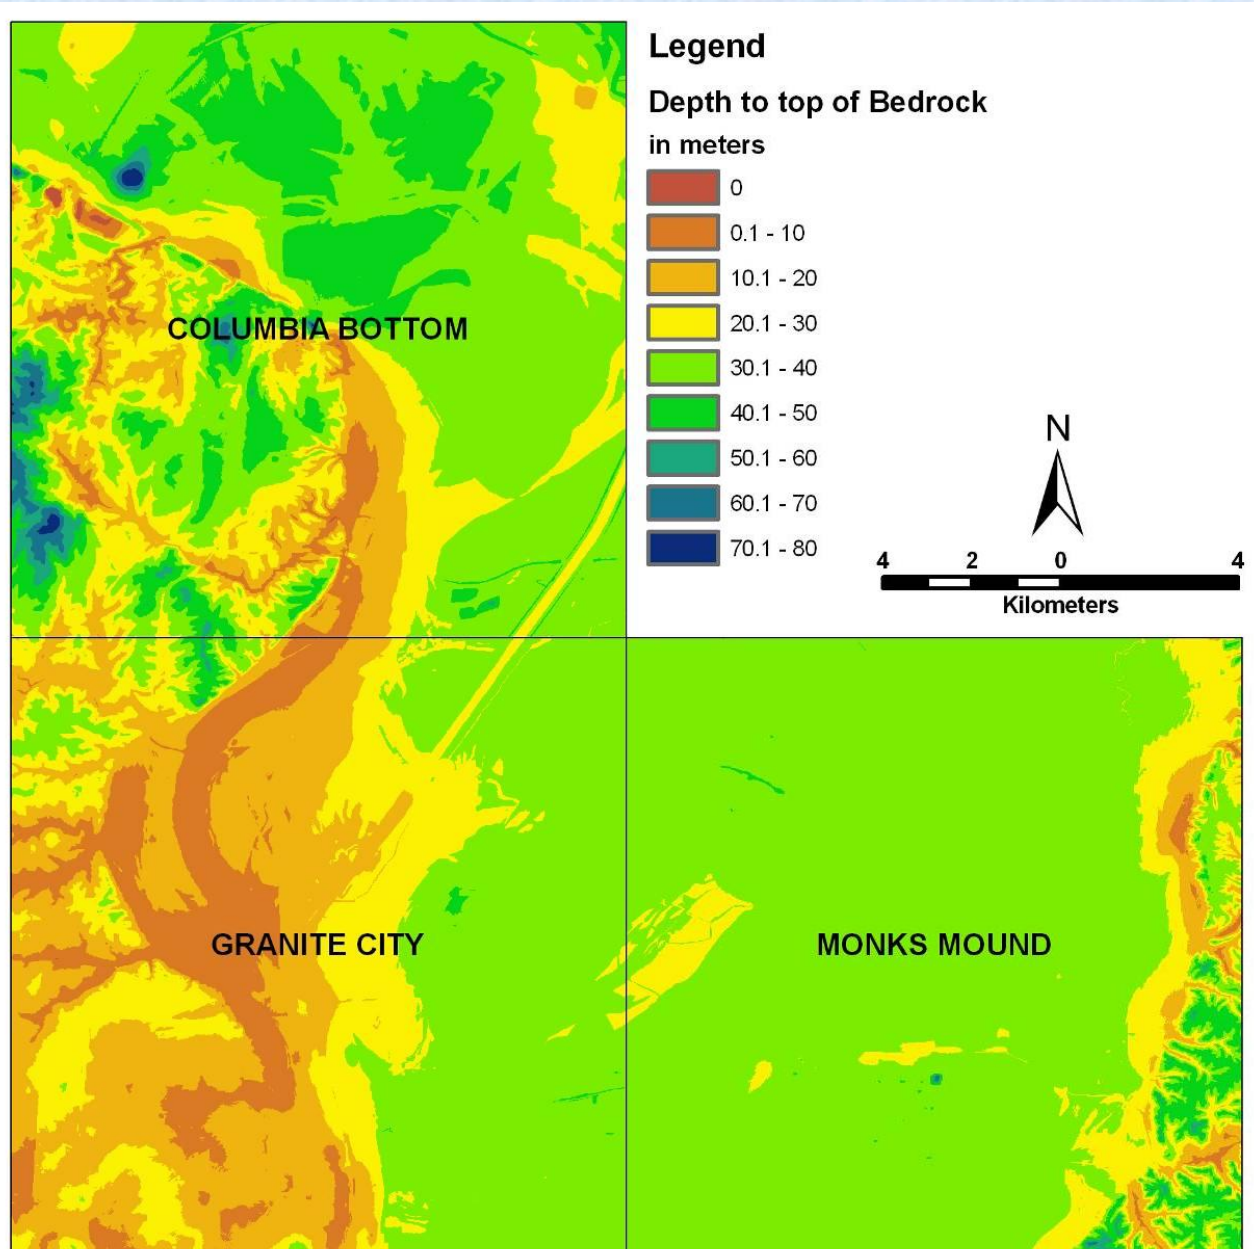 Legend
Depth to top of Bedrock
in meters
0
0.1 - 10
10.1 - 20
20.1 - 30
30.1 - 40
40.1 - 50
50.1 - 60
60.1 - 70
70.1 - 80
N
4 2 0 4
Kilometers
COLUMBIA BOTTOM
GRANITE CITY
MONKS MOUND